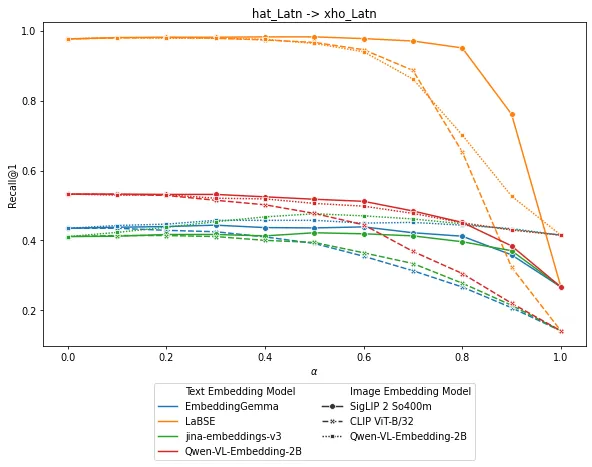 hat_Latn -> xho_Latn
1.0
0.8
0.6
0.4
0.2
Recall@1
0.0 0.2 0.4 0.6 0.8 1.0
α
Text Embedding Model Image Embedding Model
EmbeddingGemma SigLIP 2 So400m
LaBSE CLIP ViT-B/32
jina-embeddings-v3 Qwen-VL-Embedding-2B
Qwen-VL-Embedding-2B